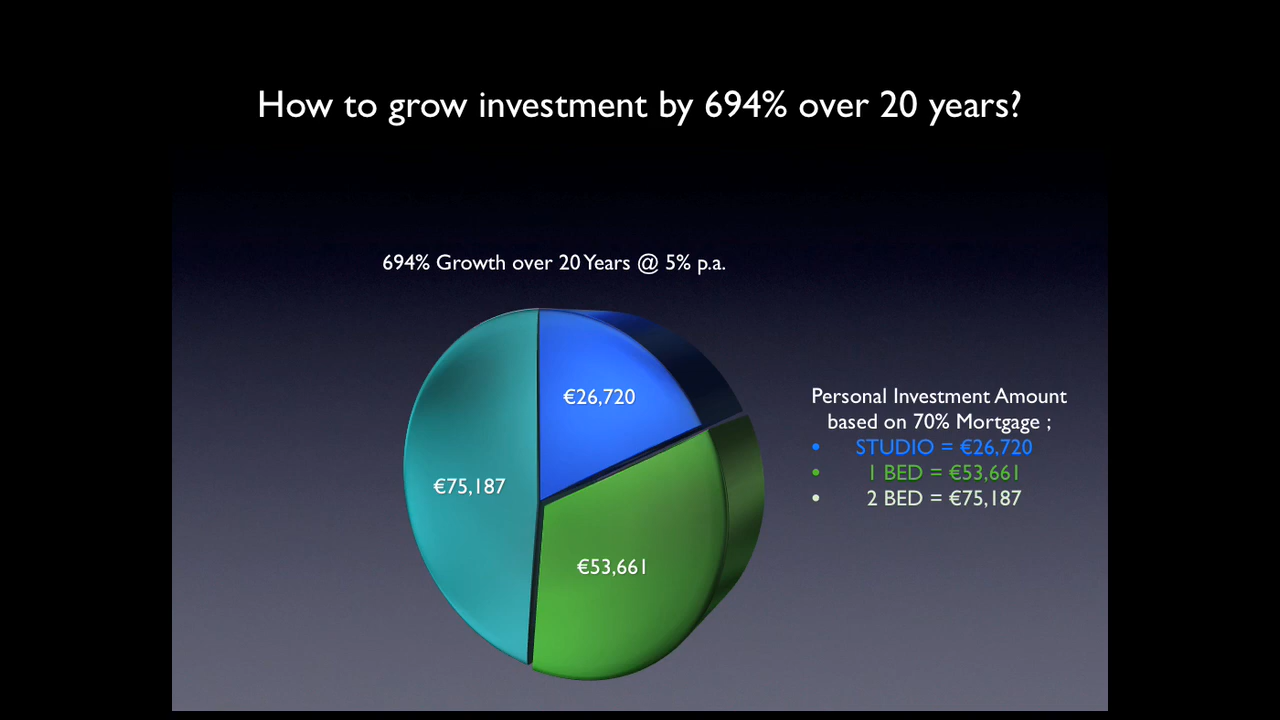 How to grow investment by 694% over 20 years?
694% Growth over 20 Years @ 5% p.a.
€26,720
€75,187
€53,661
Personal Investment Amount
based on 70% Mortgage ;
• STUDIO = €26,720
• 1 BED = €53,661
• 2 BED = €75,187